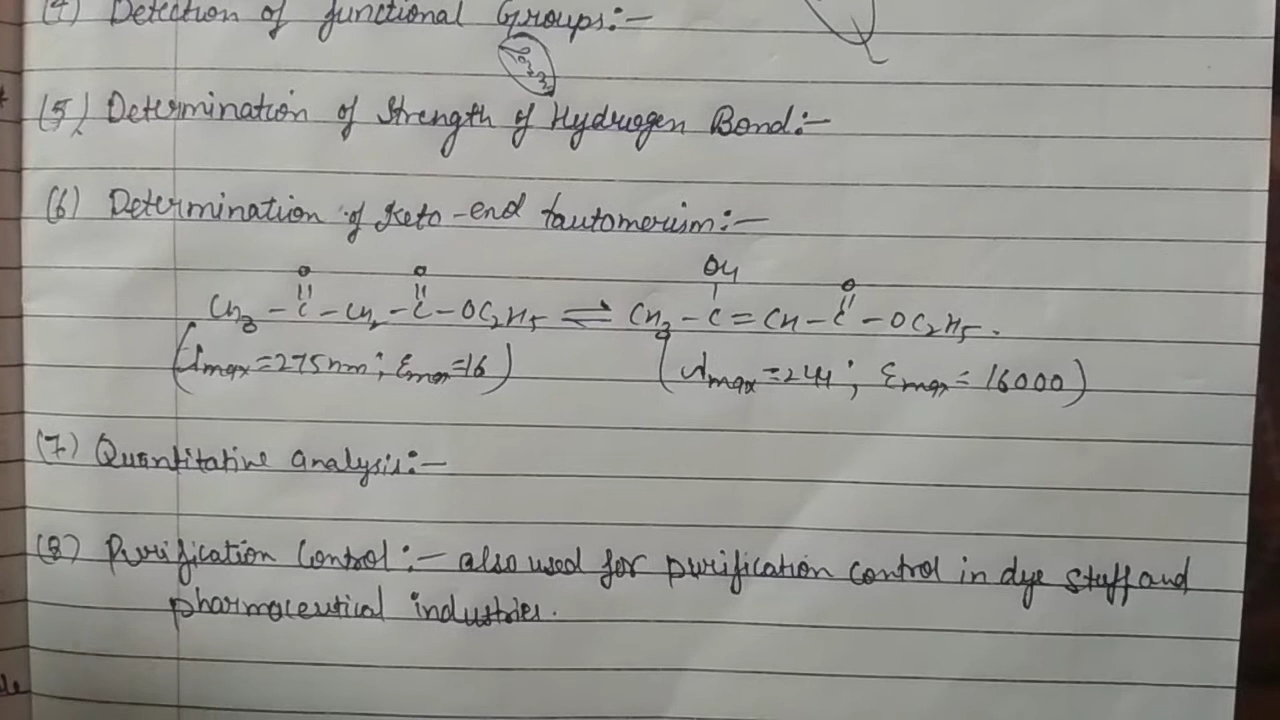 (4) Detection of functional Groups:-
(5) Determination of Strength of Hydrogen Bond:-
(6) Determination of Keto-end tautomerism:-
O O OH O
CH3 - C - CH2 - C - OC2H5 ⇌ CH3 - C = CH - C - OC2H5.
(λmax = 275nm; εmax = 16) (λmax = 244; εmax = 16000)
(7) Quantitative analysis:-
(8) Purification Control:- also used for purification control in dye stuff and
pharmaceutical industries.